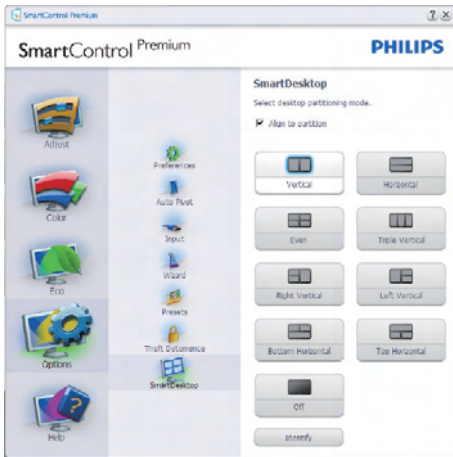 SmartControl Premium
SmartControl Premium
PHILIPS
Adjust
Color
Eco
Options
Help
Preferences
Auto Pivot
Input
Wizard
Presets
Theft Deterrence
SmartDesktop
SmartDesktop
Select desktop partitioning mode.
Align to partition
Vertical
Horizontal
Even
Triple Vertical
Right Vertical
Left Vertical
Bottom Horizontal
Top Horizontal
Off
Identify